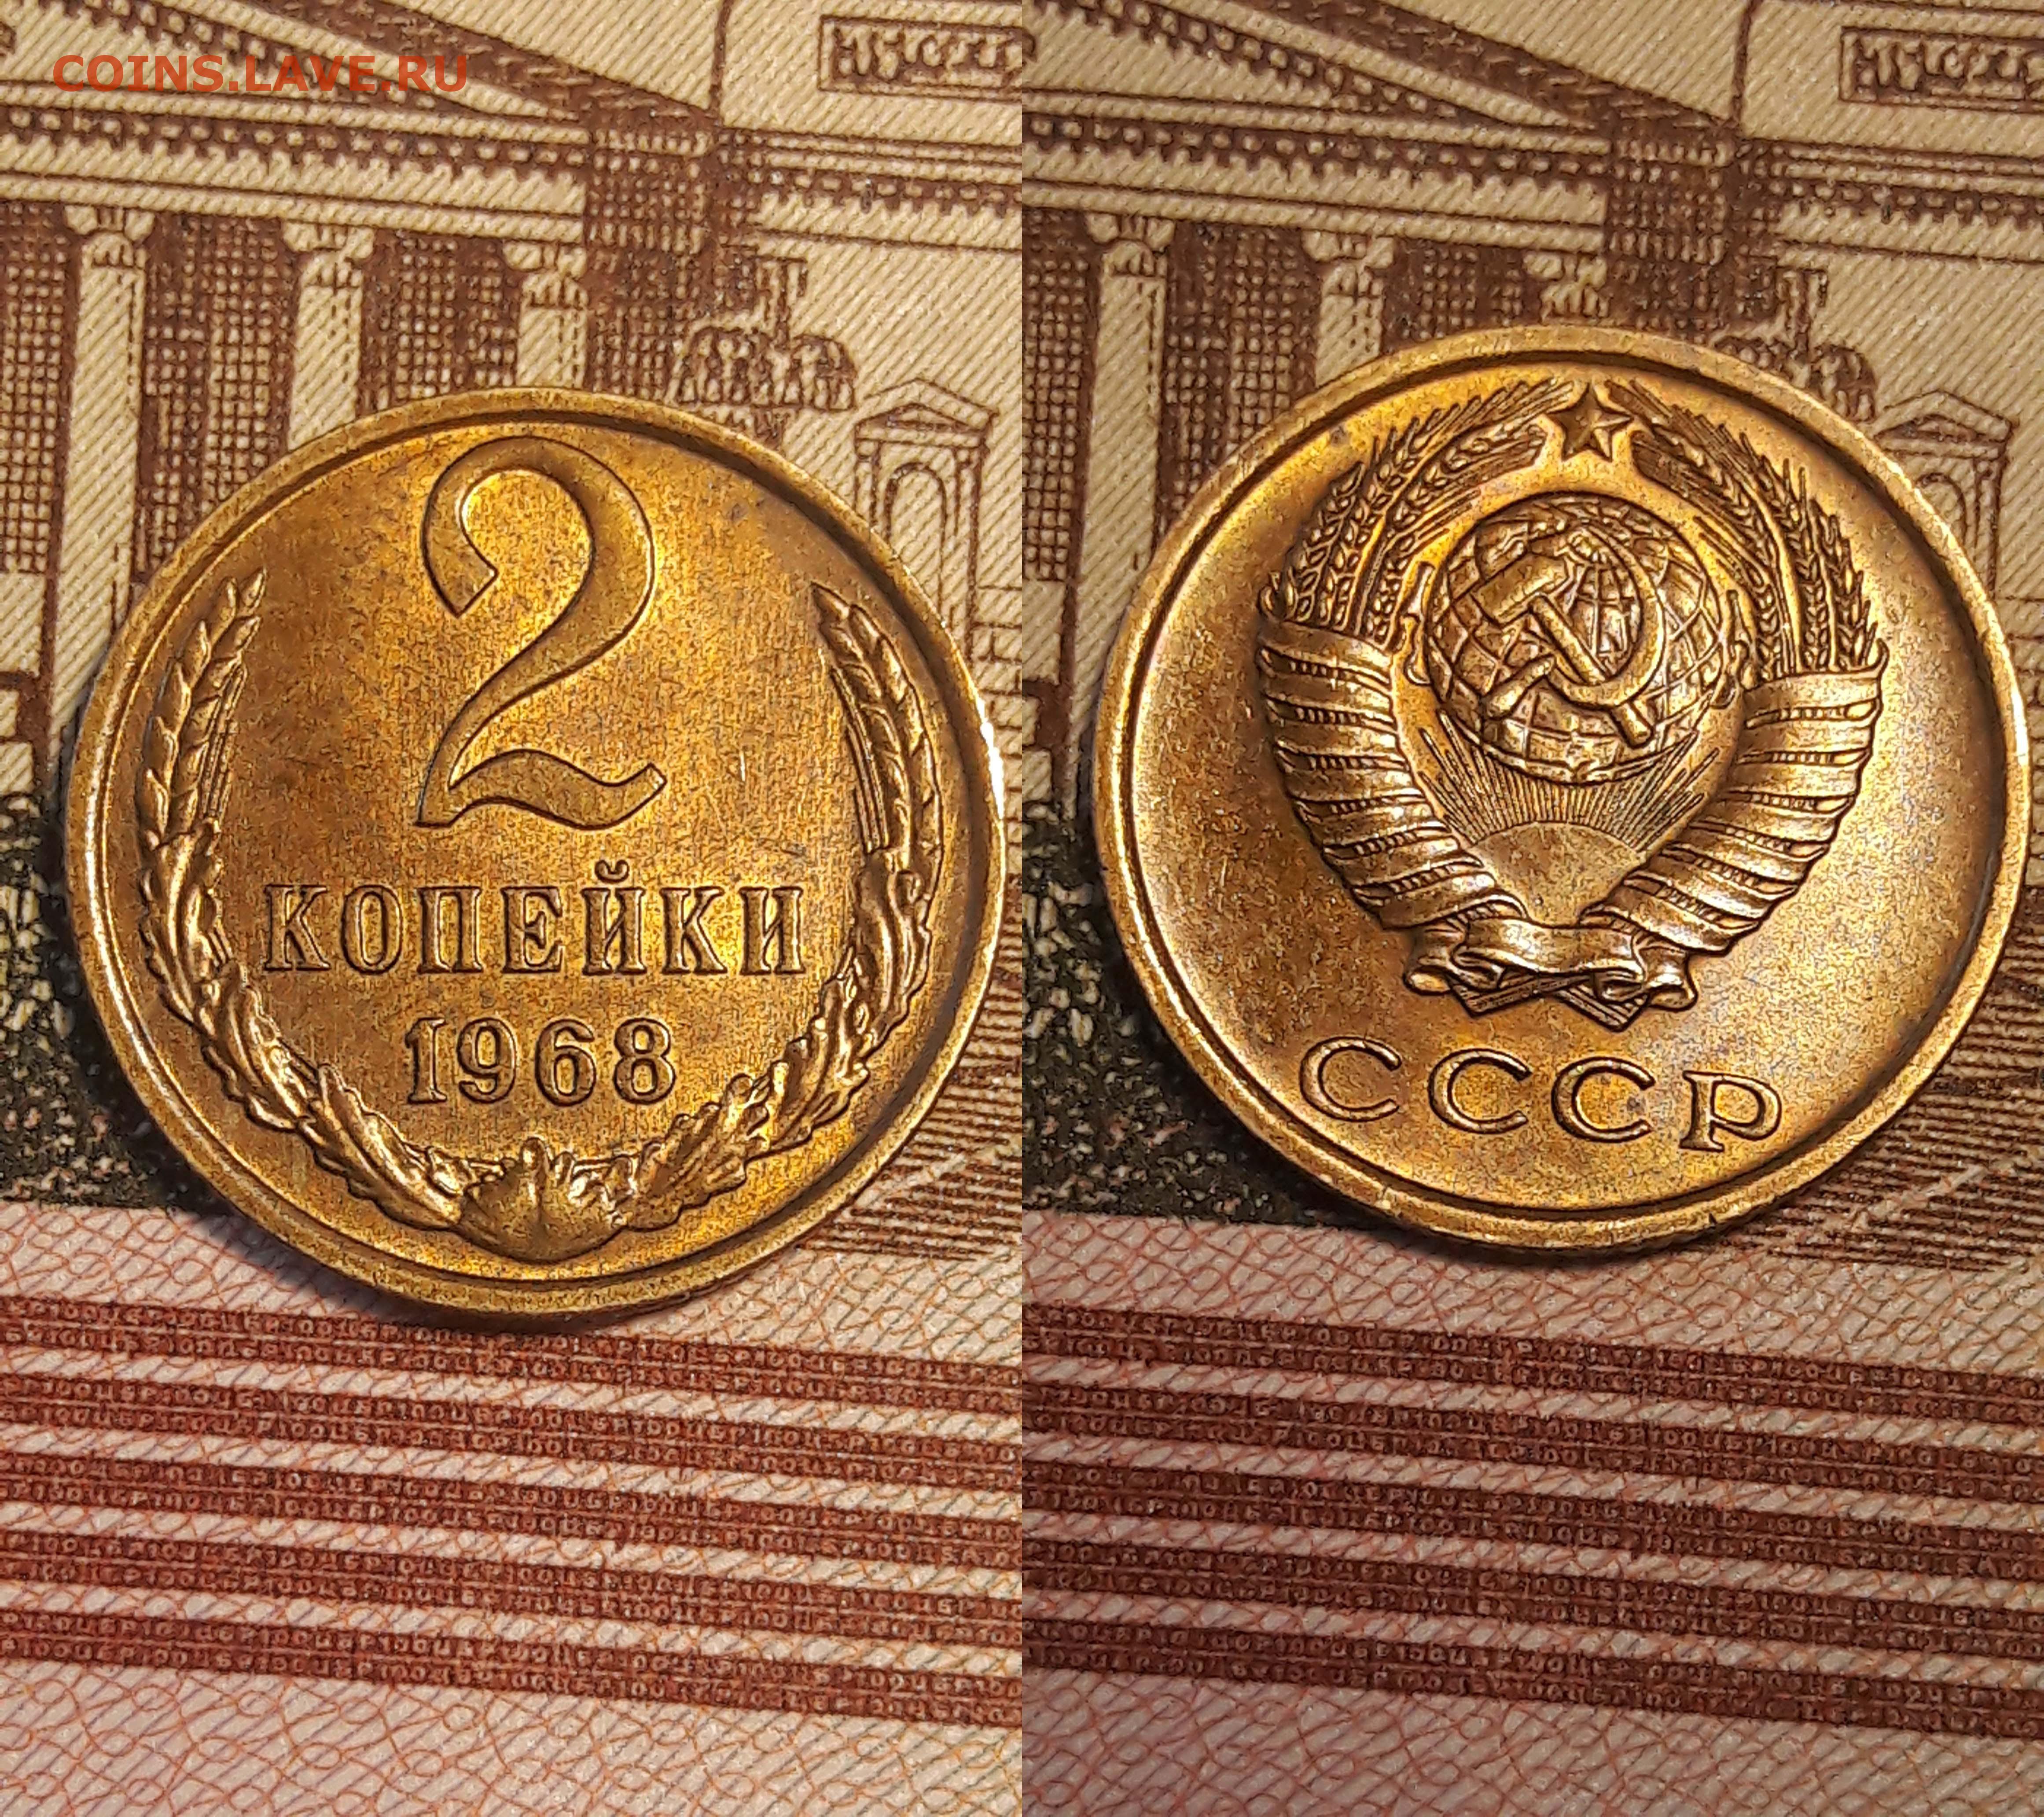 COINS.LAVE.RU
2
КОПЕЙКИ
1968
СССР